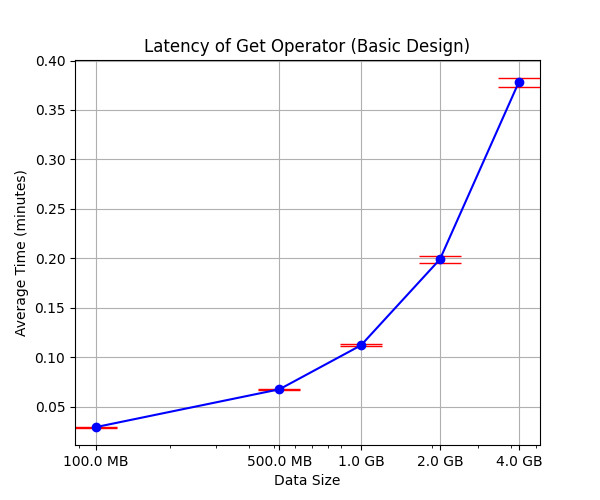 Latency of Get Operator (Basic Design)
0.40
0.35
0.30
0.25
0.20
0.15
0.10
0.05
Average Time (minutes)
100.0 MB 500.0 MB 1.0 GB 2.0 GB 4.0 GB
Data Size